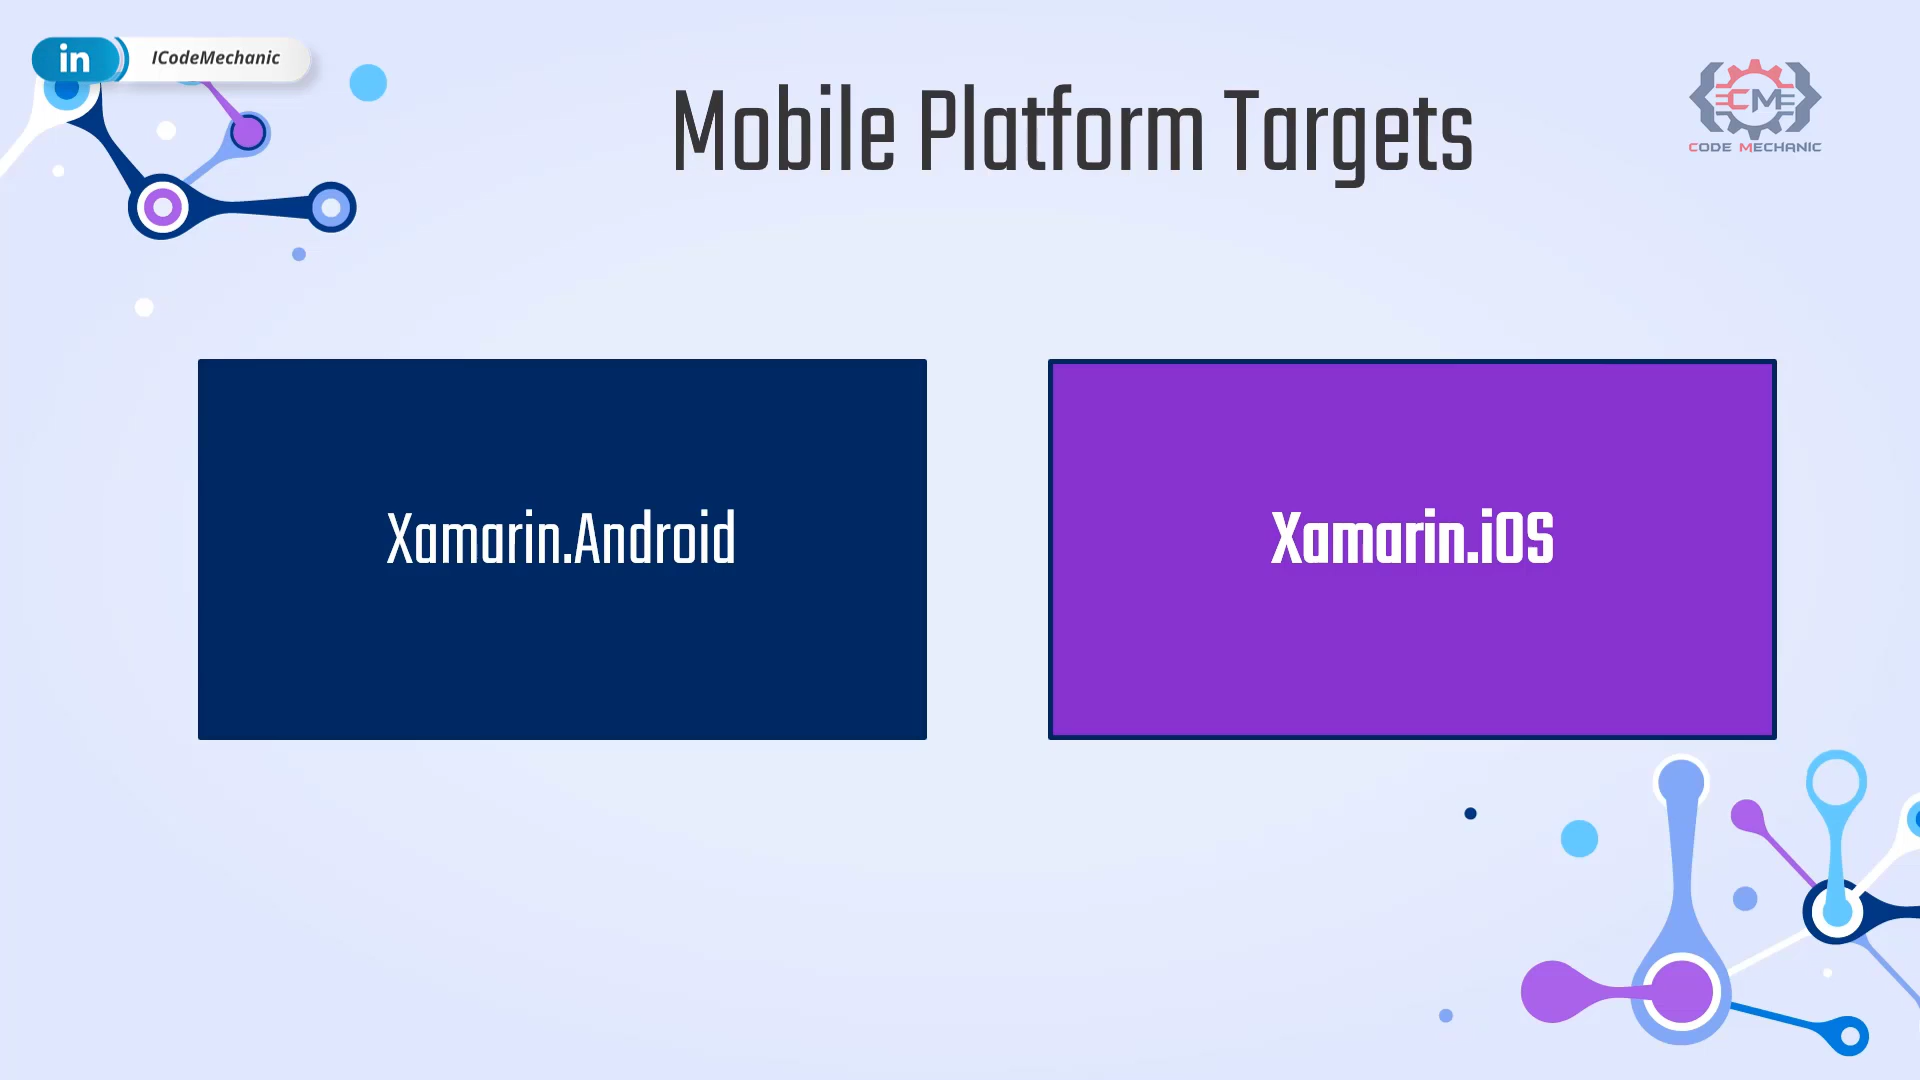 in
ICodeMechanic
Mobile Platform Targets
CME
CODE MECHANIC
Xamarin.Android
Xamarin.iOS